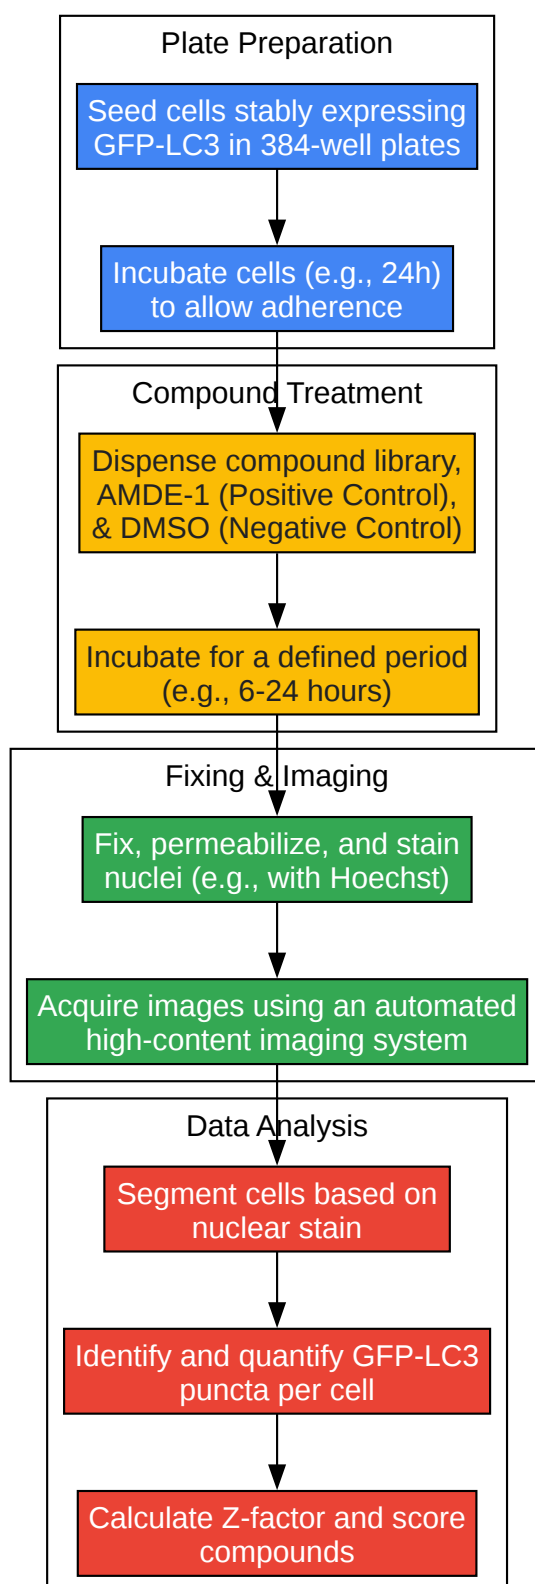 Plate Preparation
Seed cells stably expressing
GFP-LC3 in 384-well plates
Incubate cells (e.g., 24h)
to allow adherence
Compound Treatment
Dispense compound library,
AMDE-1 (Positive Control),
& DMSO (Negative Control)
Incubate for a defined period
(e.g., 6-24 hours)
Fixing & Imaging
Fix, permeabilize, and stain
nuclei (e.g., with Hoechst)
Acquire images using an automated
high-content imaging system
Data Analysis
Segment cells based on
nuclear stain
Identify and quantify GFP-LC3
puncta per cell
Calculate Z-factor and score
compounds